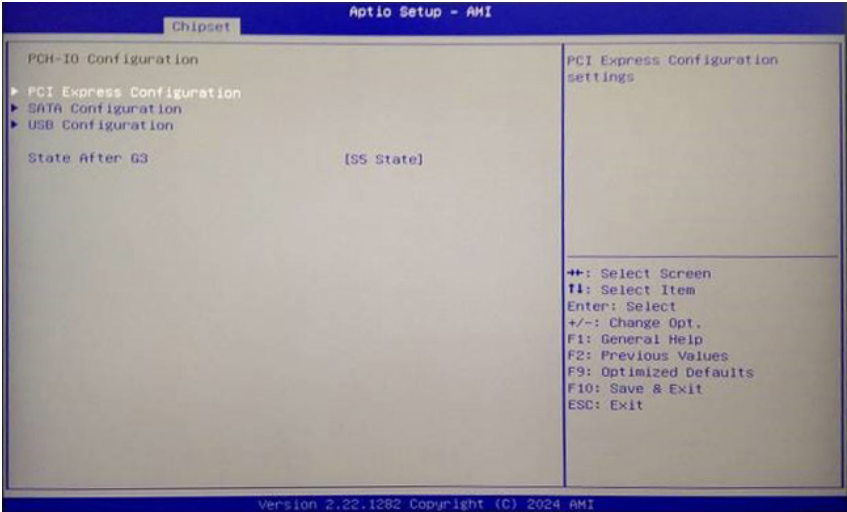 Aptio Setup - AMI
Chipset
PCH-IO Configuration
PCI Express Configuration
SATA Configuration
USB Configuration
State After G3 [S5 State]
PCI Express Configuration
settings
→←: Select Screen
↑↓: Select Item
Enter: Select
+/-: Change Opt.
F1: General Help
F2: Previous Values
F9: Optimized Defaults
F10: Save & Exit
ESC: Exit
Version 2.22.1282 Copyright (C) 2024 AMI